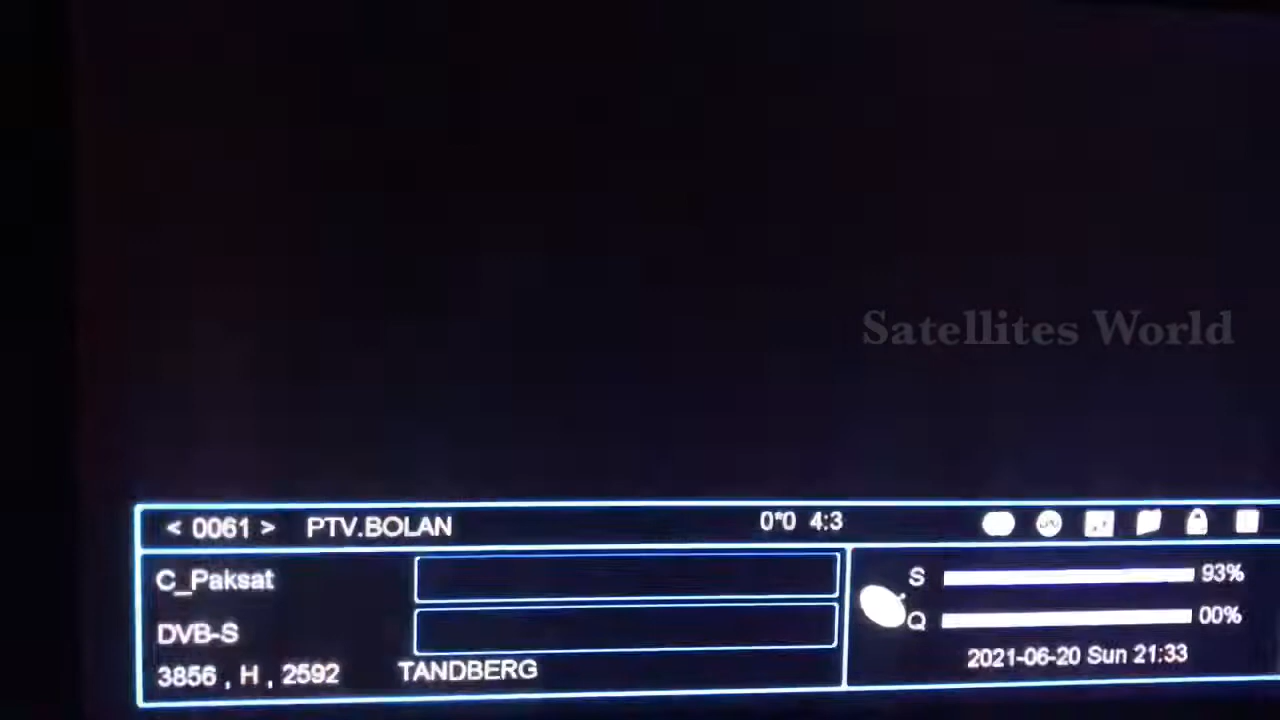 Satellites World
< 0061 > PTV.BOLAN 0*0 4:3
C_Paksat
S 93%
DVB-S
Q 00%
3856 , H , 2592 TANDBERG
2021-06-20 Sun 21:33